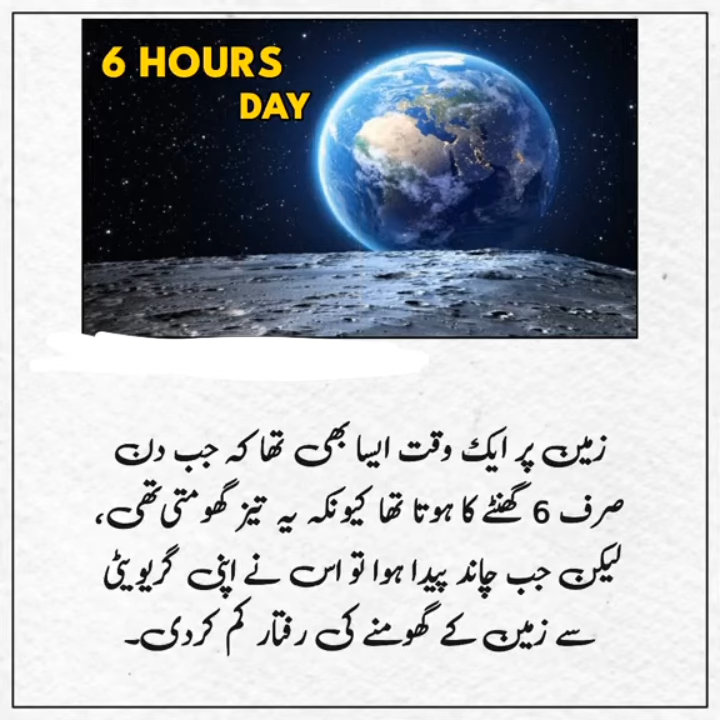 6 HOURS
DAY
زمین پر ایک وقت ایسا بھی تھا کہ جب دن
صرف 6 گھنٹے کا ہوتا تھا کیونکہ یہ تیز گھومتی تھی،
لیکن جب چاند پیدا ہوا تو اس نے اپنی گریویٹی
سے زمین کے گھومنے کی رفتار کم کردی۔